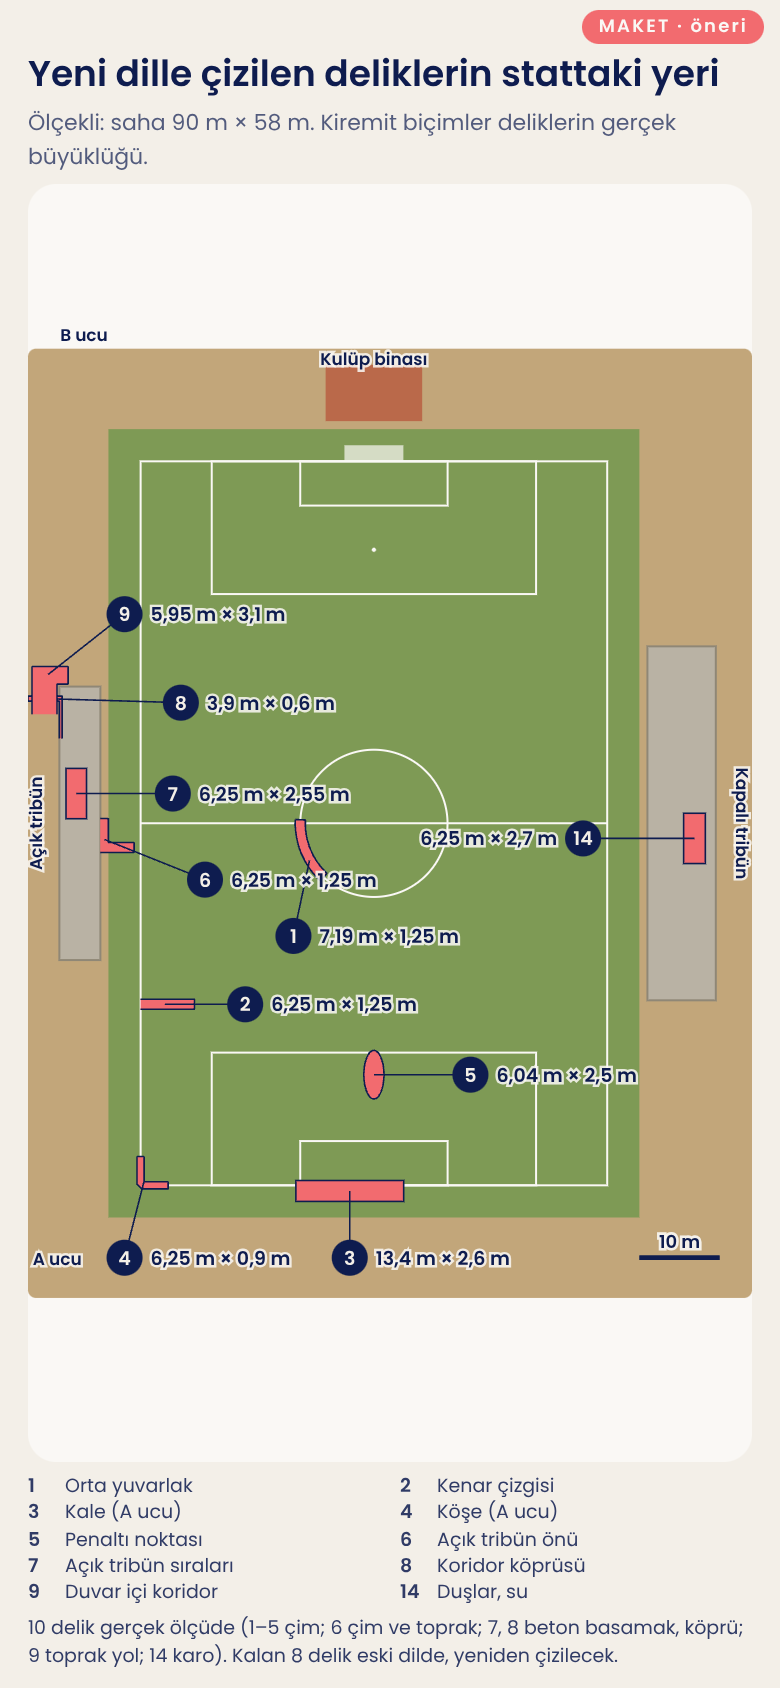 MAKET · öneri
Yeni dille çizilen deliklerin stattaki yeri
Ölçekli: saha 90 m × 58 m. Kiremit biçimler deliklerin gerçek
büyüklüğü.
B ucu
Kulüp binası
9 5,95 m × 3,1 m
8 3,9 m × 0,6 m
7 6,25 m × 2,55 m
Açık tribün
Kapalı tribün
6,25 m × 2,7 m 14
6 6,25 m × 1,25 m
1 7,19 m × 1,25 m
2 6,25 m × 1,25 m
5 6,04 m × 2,5 m
10 m
A ucu
4 6,25 m × 0,9 m
3 13,4 m × 2,6 m
1 Orta yuvarlak
2 Kenar çizgisi
3 Kale (A ucu)
4 Köşe (A ucu)
5 Penaltı noktası
6 Açık tribün önü
7 Açık tribün sıraları
8 Koridor köprüsü
9 Duvar içi koridor
14 Duşlar, su
10 delik gerçek ölçüde (1–5 çim; 6 çim ve toprak; 7, 8 beton basamak, köprü;
9 toprak yol; 14 karo). Kalan 8 delik eski dilde, yeniden çizilecek.